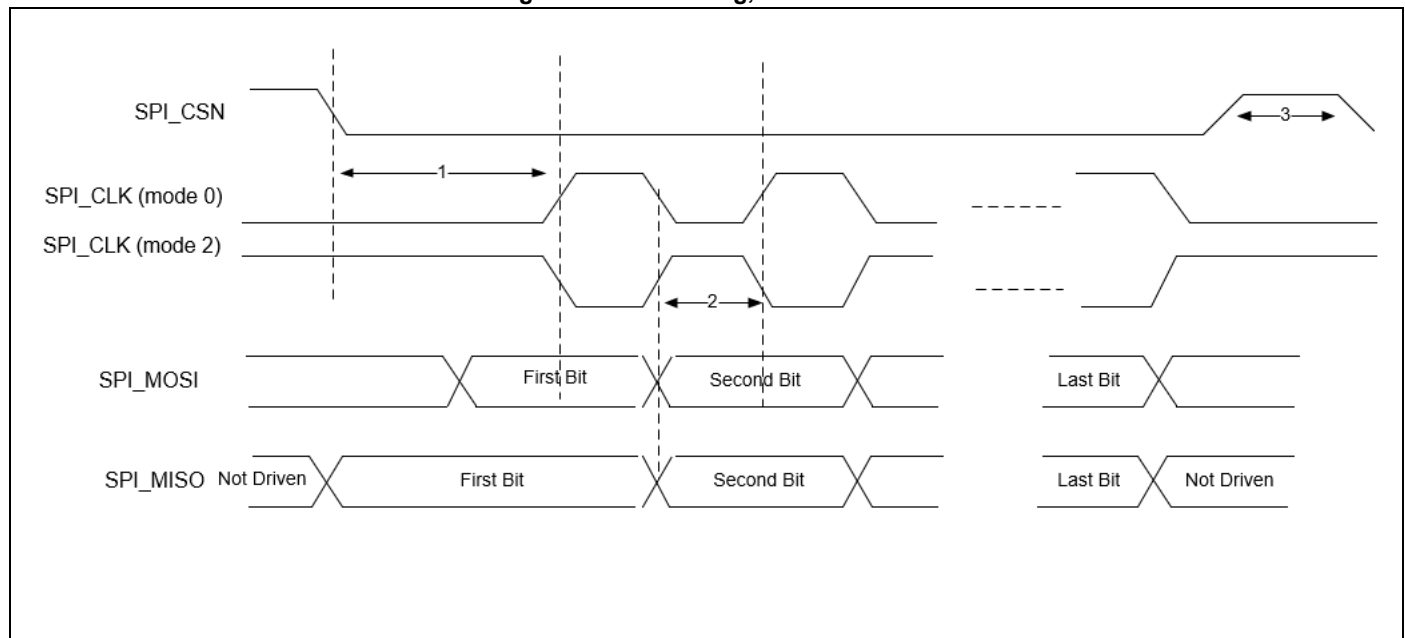 SPI_CSN
3
1
SPI_CLK (mode 0)
SPI_CLK (mode 2)
2
SPI_MOSI First Bit Second Bit Last Bit
SPI_MISO Not Driven First Bit Second Bit Last Bit Not Driven